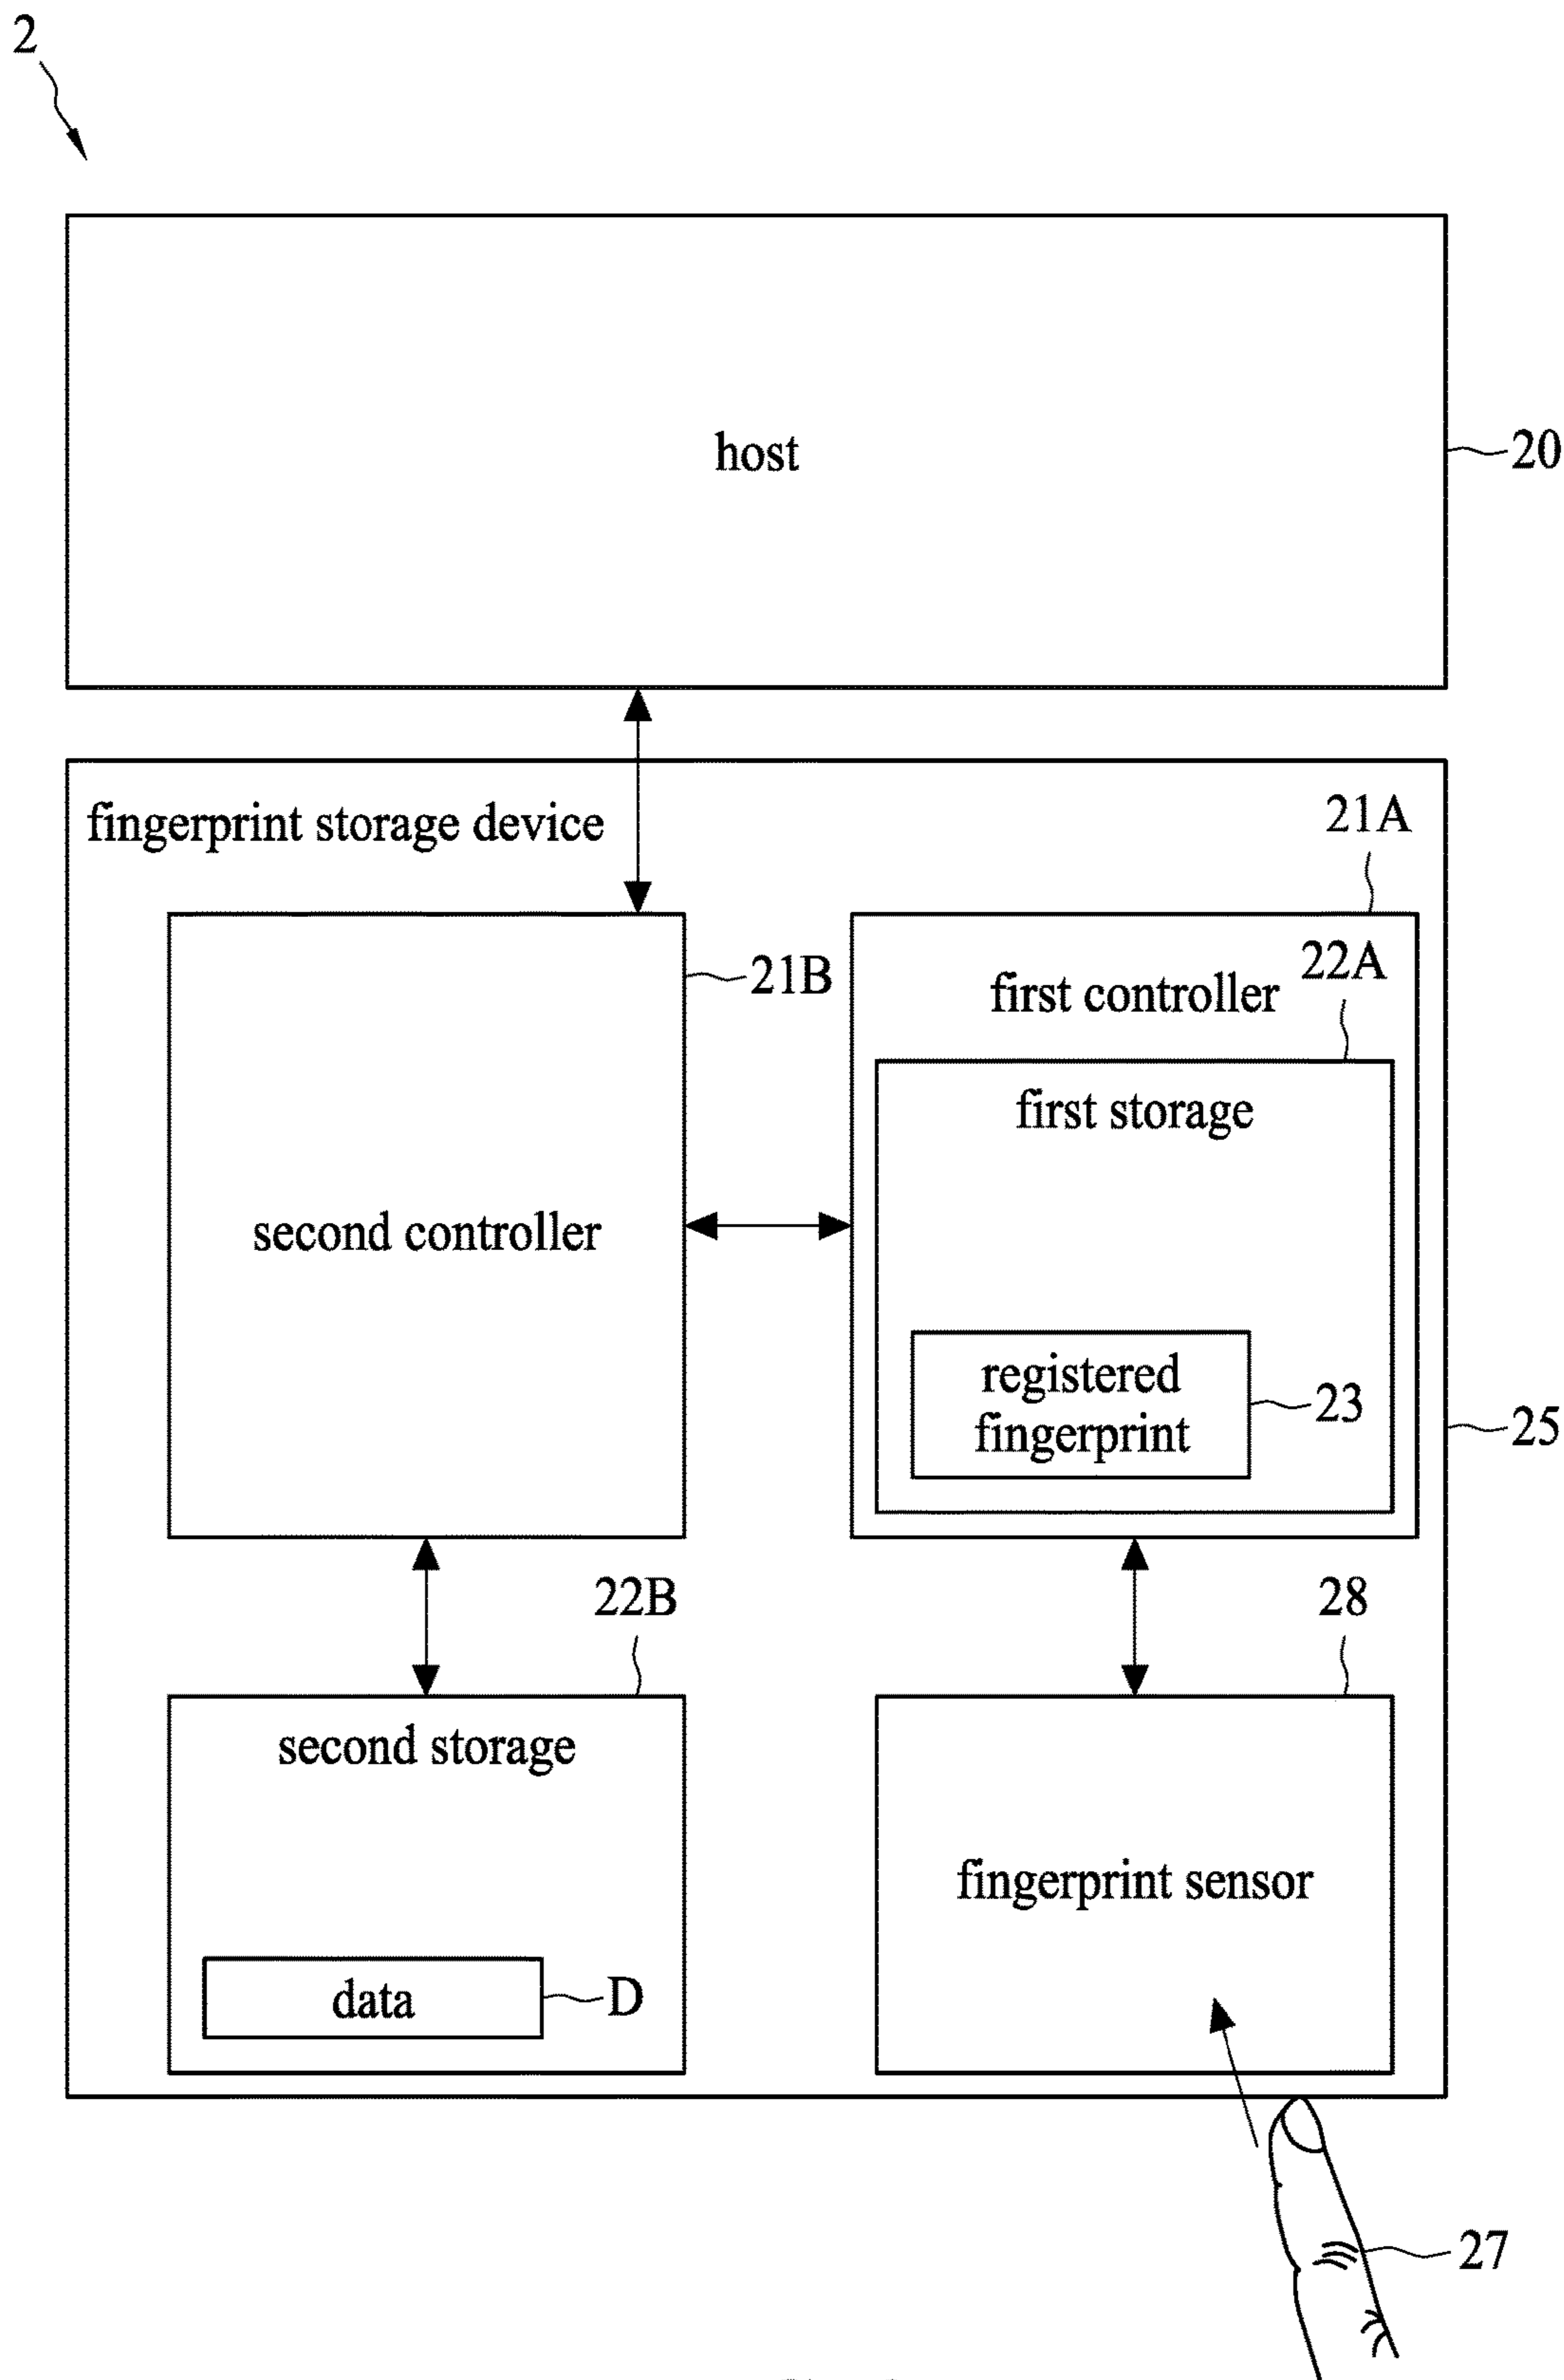 2
host
20
fingerprint storage device
21A
21B
22A
first controller
first storage
second controller
registered
fingerprint
23
25
22B
28
second storage
fingerprint sensor
data
D
27